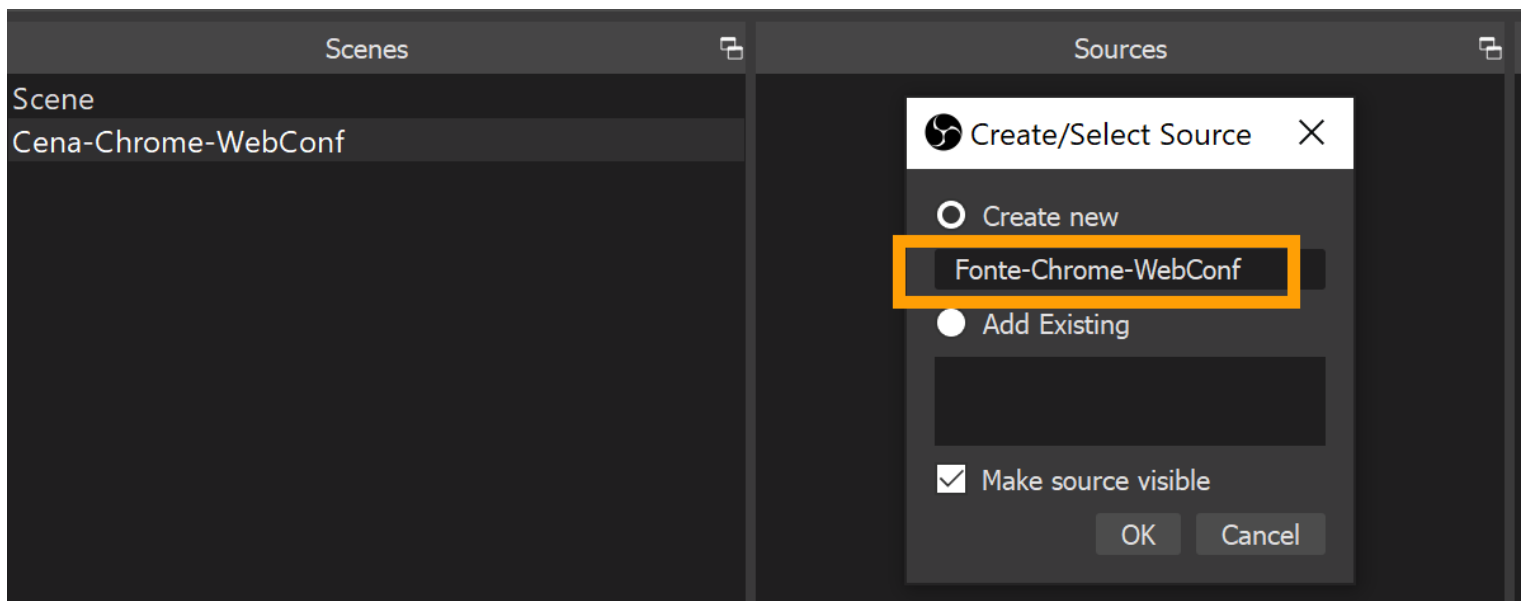 Scenes
Scene
Cena-Chrome-WebConf
Sources
Create/Select Source
Create new
Fonte-Chrome-WebConf
Add Existing
Make source visible
OK Cancel